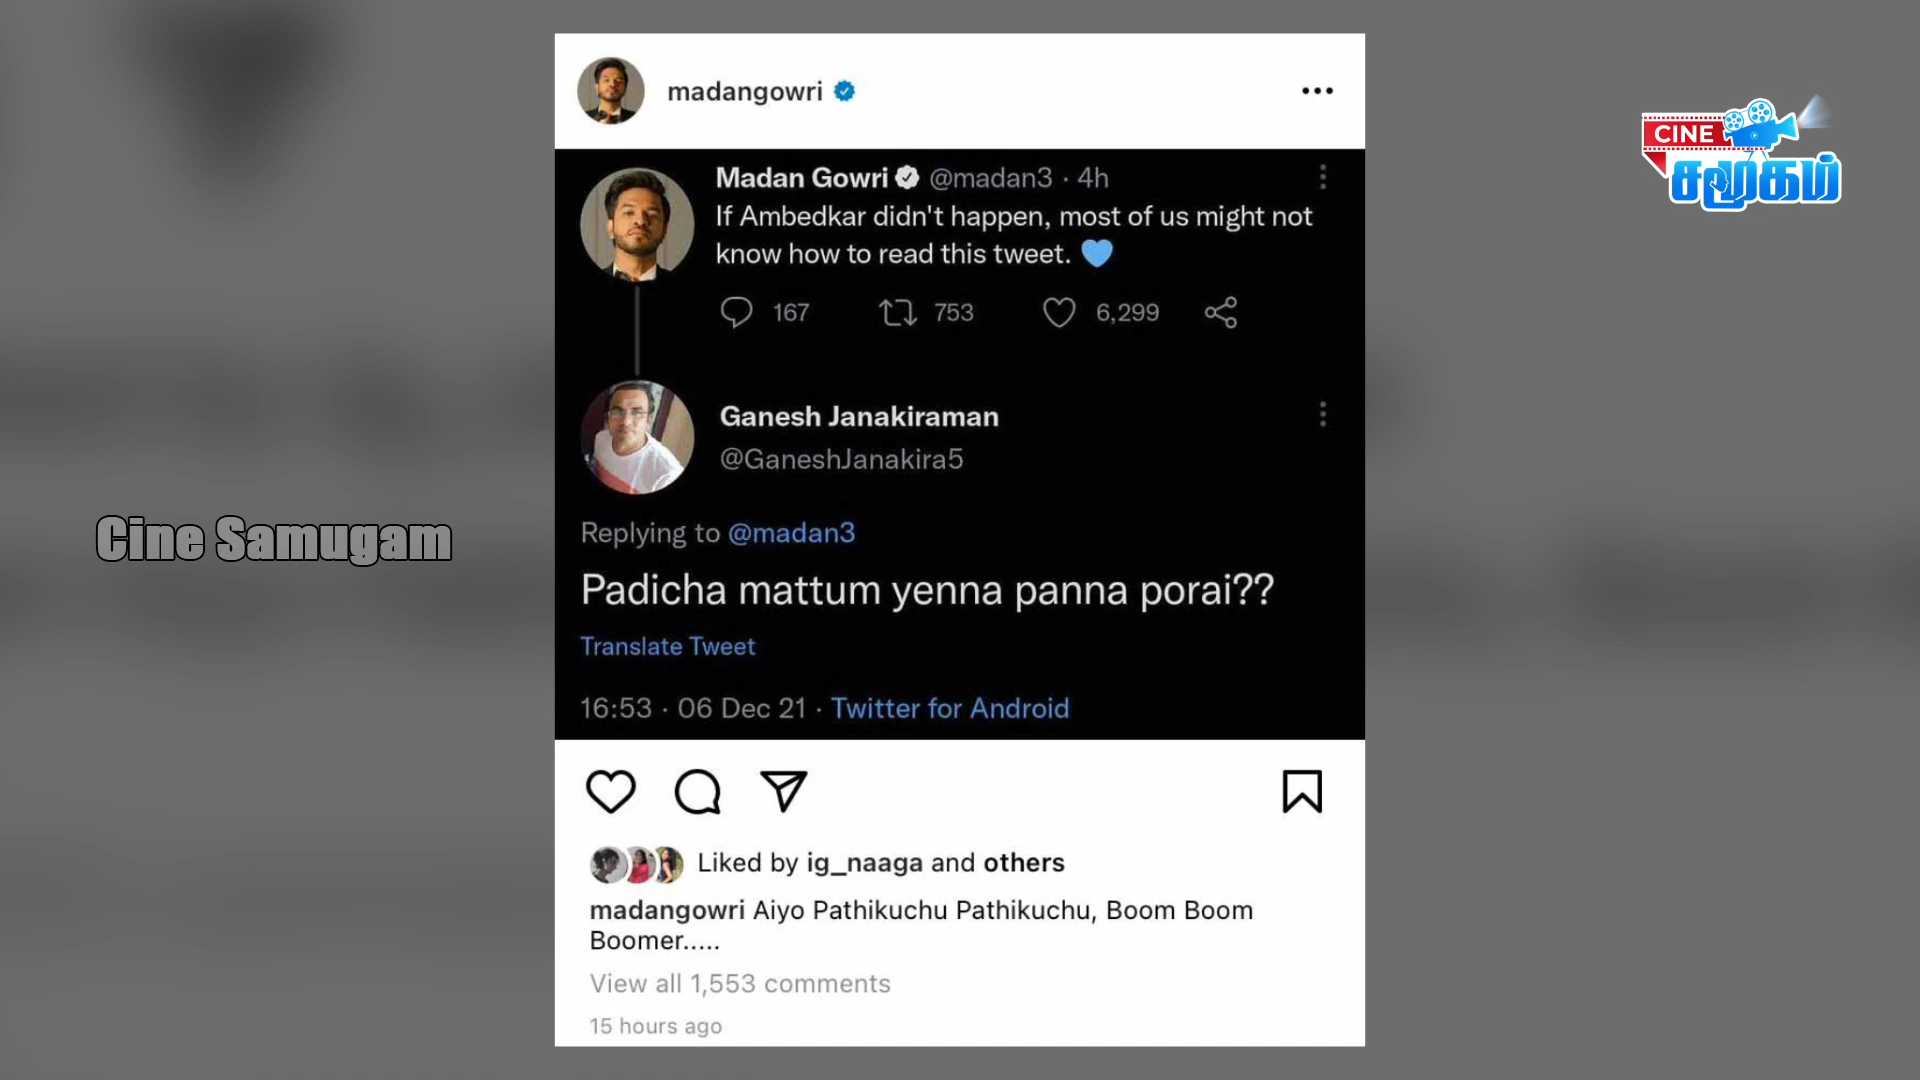 madangowri
CINE
சமூகம்
Madan Gowri @madan3 · 4h
If Ambedkar didn't happen, most of us might not
know how to read this tweet. 💙
167 753 6,299
Ganesh Janakiraman
@GaneshJanakira5
Cine Samugam
Replying to @madan3
Padicha mattum yenna panna porai??
Translate Tweet
16:53 · 06 Dec 21 · Twitter for Android
Liked by ig_naaga and others
madangowri Aiyo Pathikuchu Pathikuchu, Boom Boom
Boomer.....
View all 1,553 comments
15 hours ago